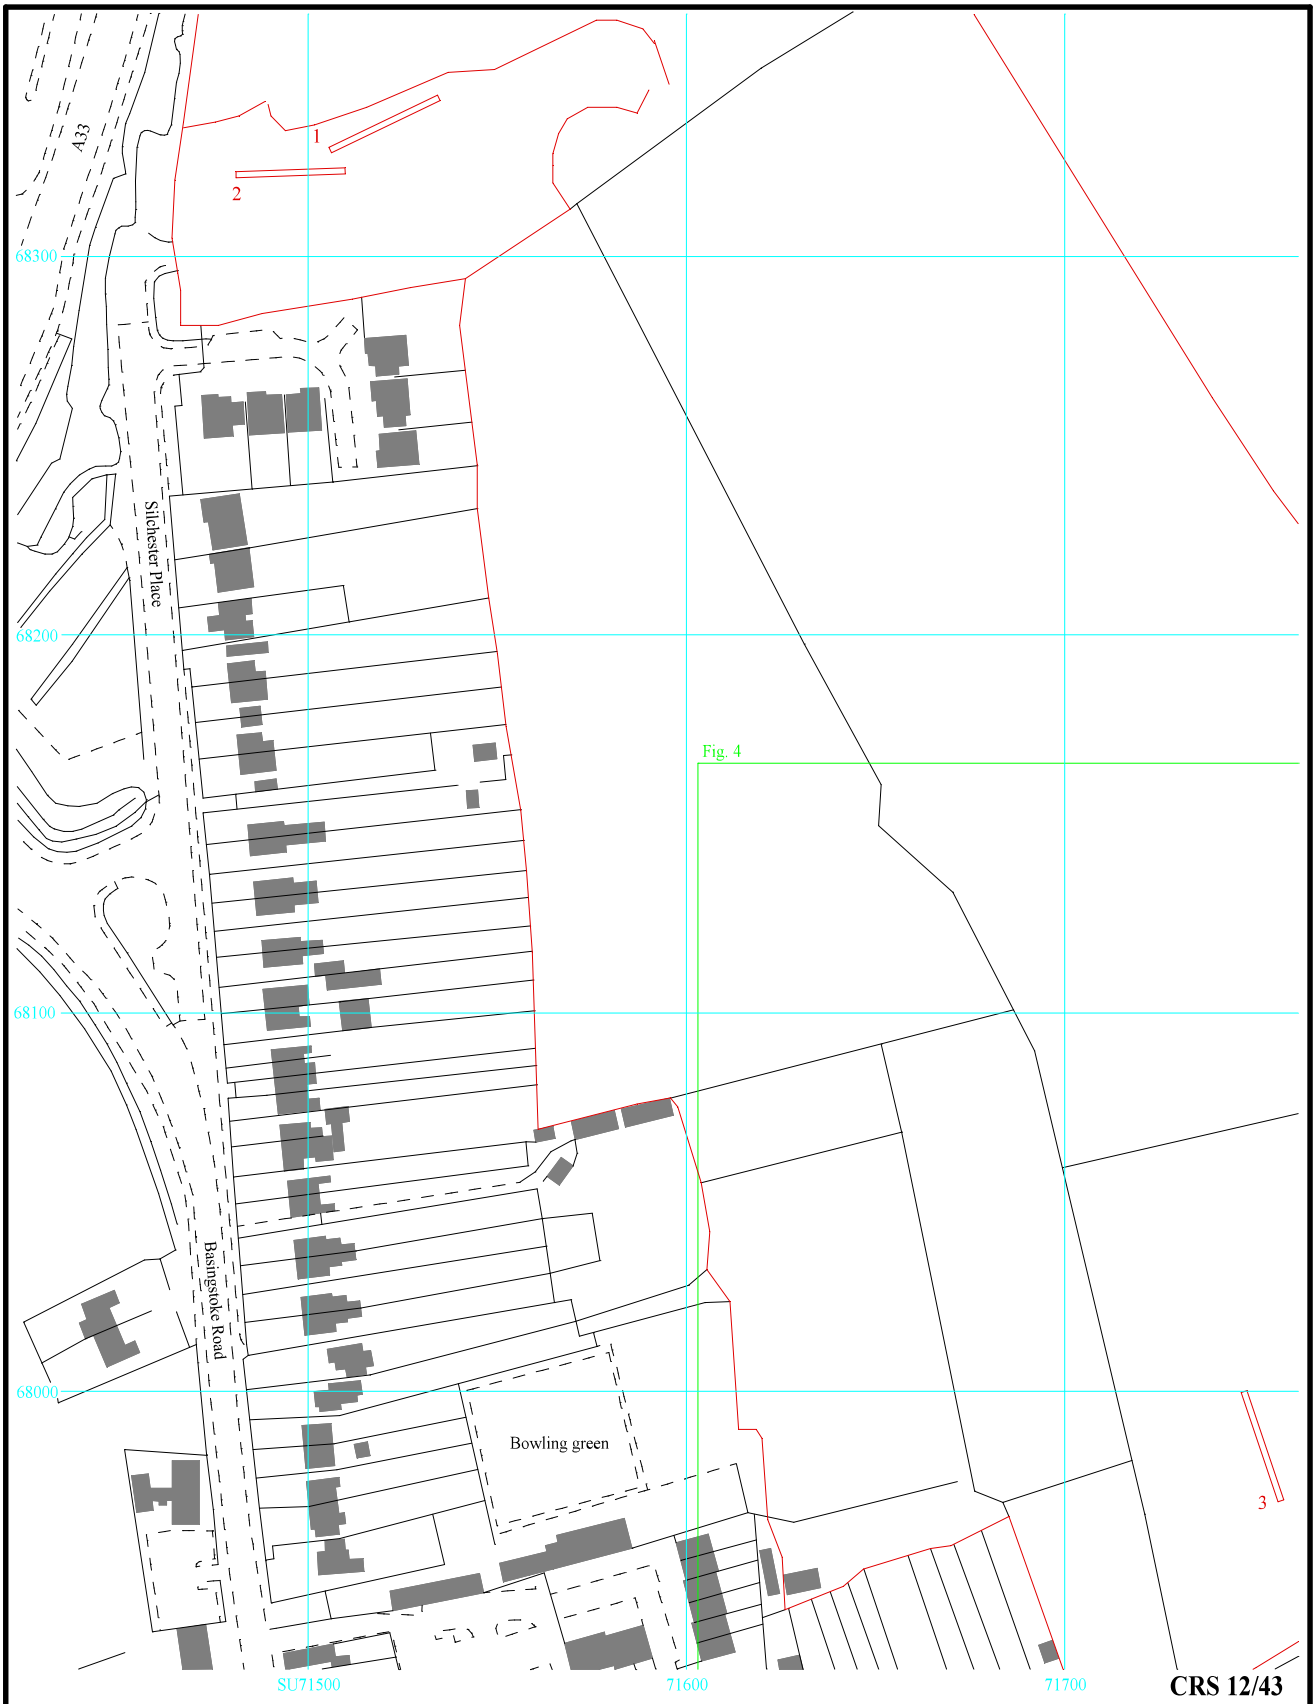 A33
1
2
68300
Silchester Place
68200
Fig. 4
68100
Basingstoke Road
68000
Bowling green
3
SU71500
71600
71700
CRS 12/43